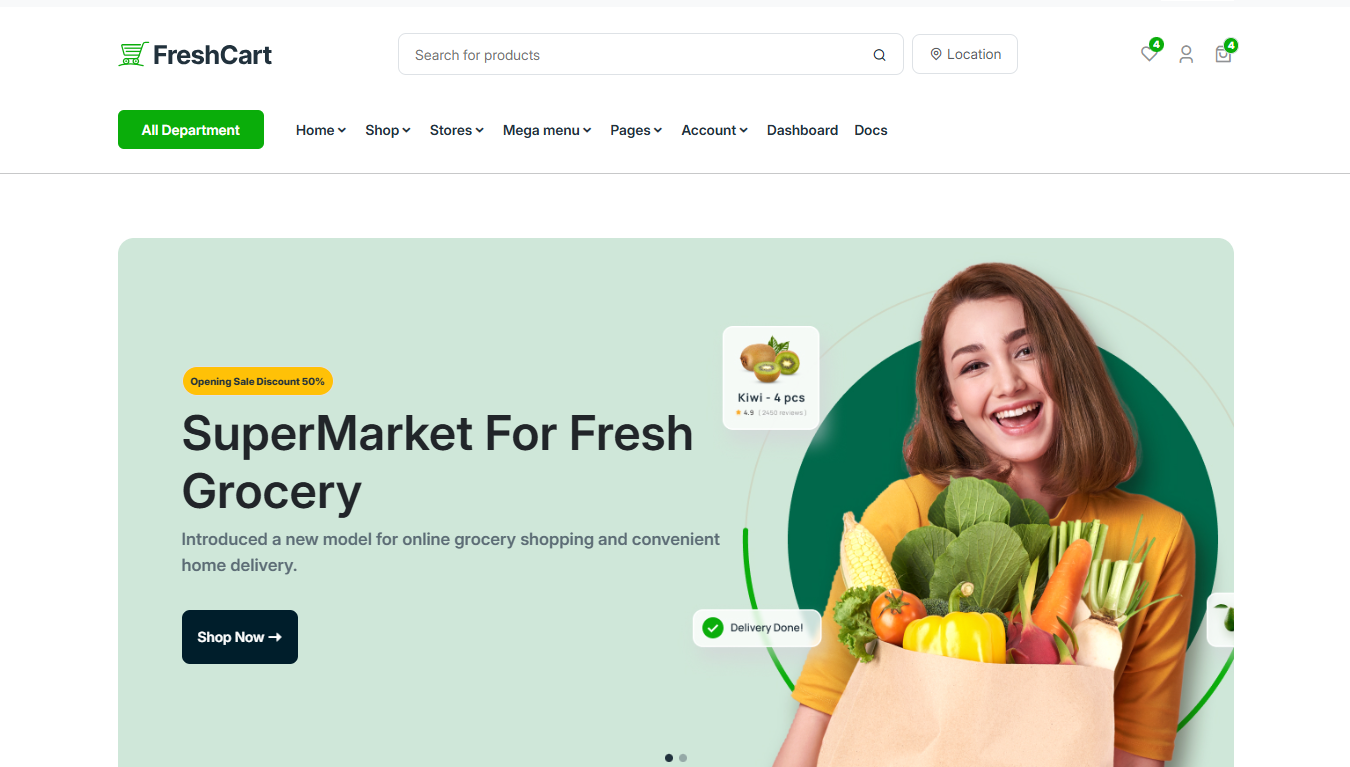 FreshCart
Search for products
Location
4
4
All Department
Home
Shop
Stores
Mega menu
Pages
Account
Dashboard
Docs
Opening Sale Discount 50%
SuperMarket For Fresh
Grocery
Introduced a new model for online grocery shopping and convenient
home delivery.
Shop Now →
Kiwi - 4 pcs
4.9 ( 2450 reviews )
Delivery Done!